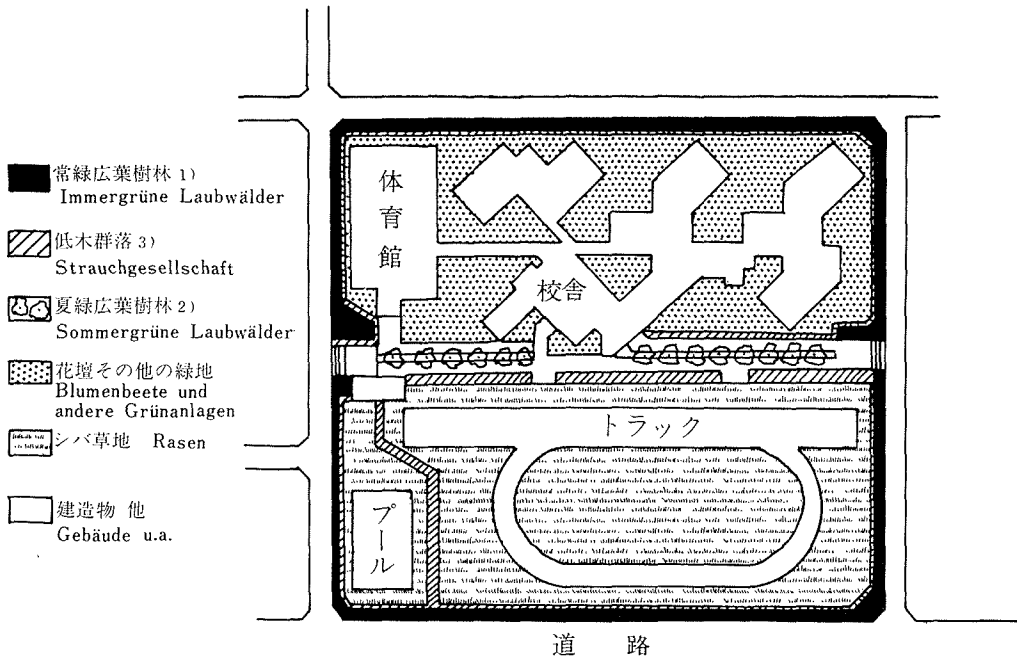 常緑広葉樹林 1)
Immergrüne Laubwälder
低木群落 3)
Strauchgesellschaft
夏緑広葉樹林 2)
Sommergrüne Laubwälder
花壇その他の緑地
Blumenbeete und
andere Grünanlagen
シバ草地 Rasen
建造物 他
Gebäude u.a.
体育館
校舎
トラック
プール
道 路